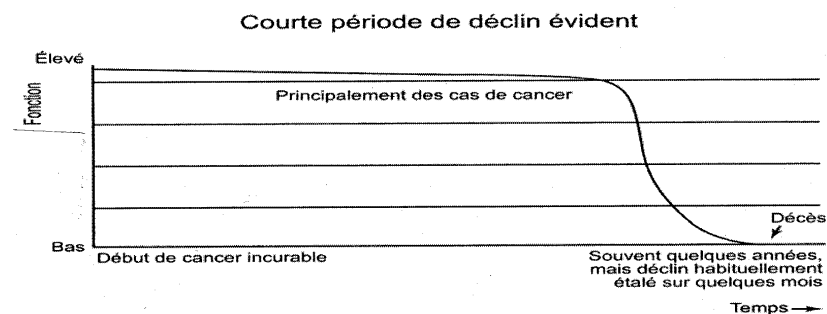 Courte période de déclin évident
Élevé
Fonction
Principalement des cas de cancer
Décès
Bas
Début de cancer incurable
Souvent quelques années,
mais déclin habituellement
étalé sur quelques mois
Temps